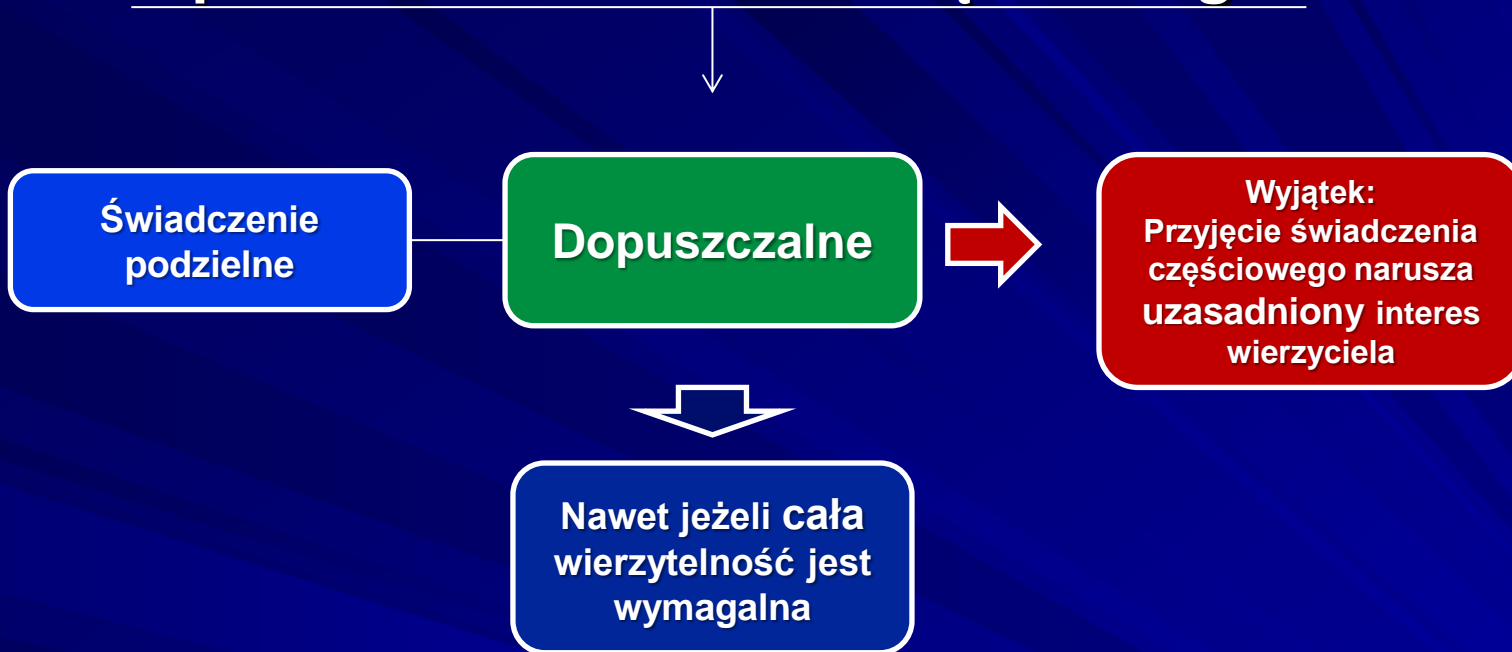 Świadczenie
podzielne
Dopuszczalne
Wyjątek:
Przyjęcie świadczenia
częściowego narusza
uzasadniony interes
wierzyciela
Nawet jeżeli cała
wierzytelność jest
wymagalna